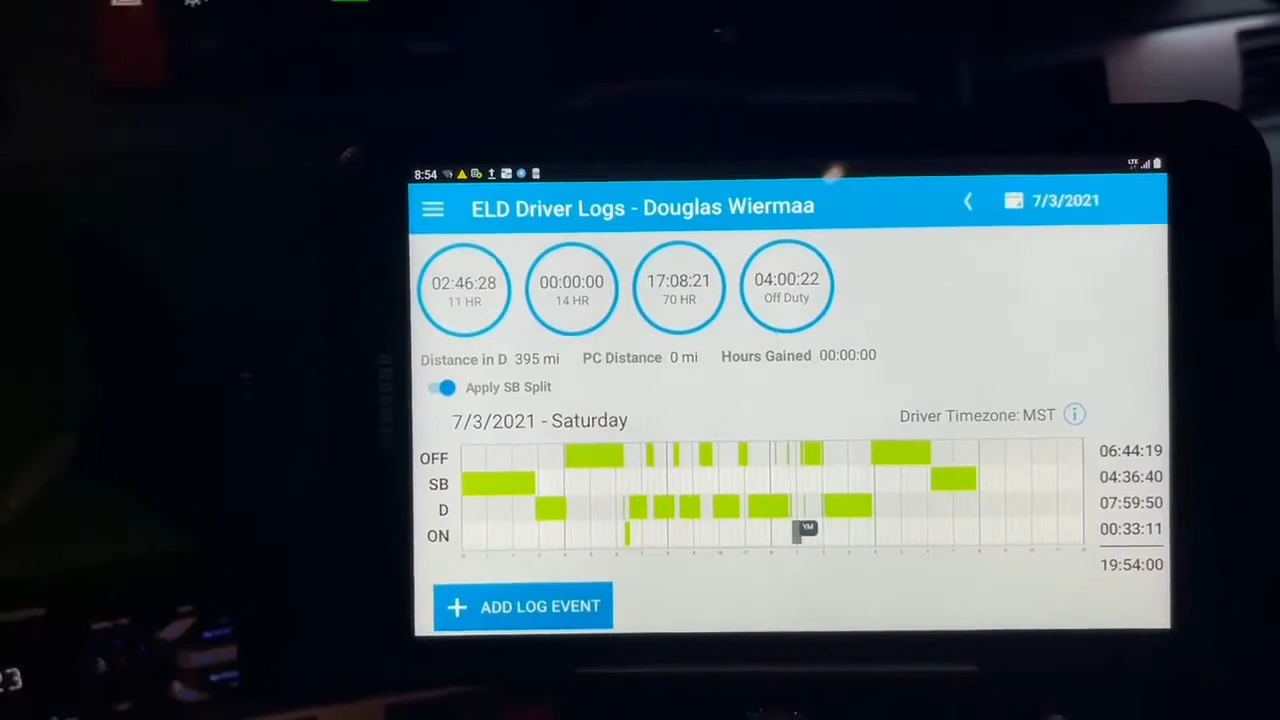 8:54
LTE
ELD Driver Logs - Douglas Wiermaa
7/3/2021
02:46:28
11 HR
00:00:00
14 HR
17:08:21
70 HR
04:00:22
Off Duty
Distance in D 395 mi PC Distance 0 mi Hours Gained 00:00:00
Apply SB Split
7/3/2021 - Saturday
Driver Timezone: MST
OFF 06:44:19
SB 04:36:40
D 07:59:50
ON YM 00:33:11
19:54:00
+ ADD LOG EVENT
23